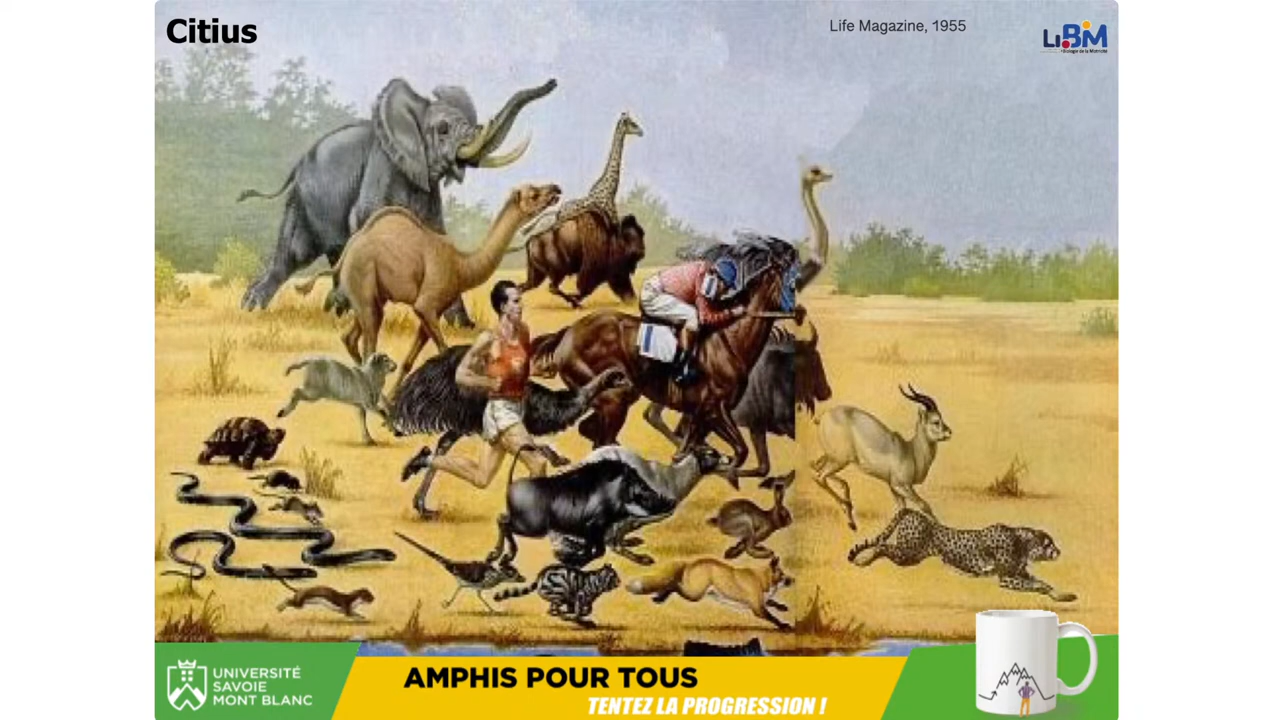 Citius
Life Magazine, 1955
LiBM
UNIVERSITÉ
SAVOIE
MONT BLANC
AMPHIS POUR TOUS
TENTEZ LA PROGRESSION !